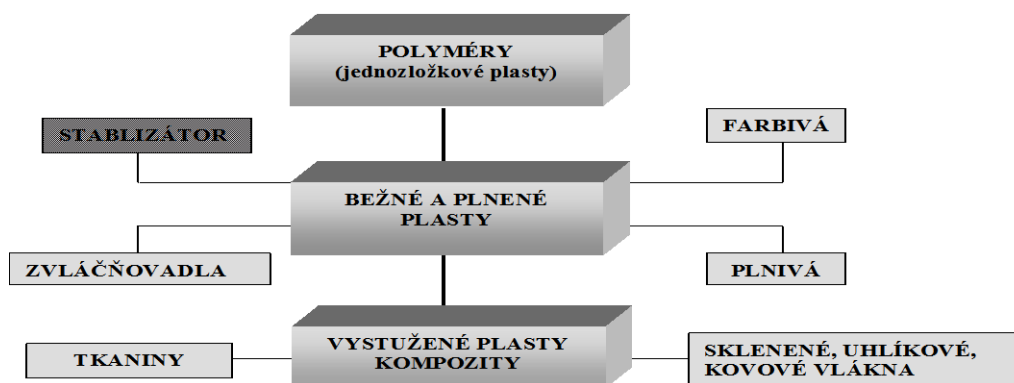 POLYMÉRY
(jednozložkové plasty)
STABLIZÁTOR
FARBIVÁ
BEŽNÉ A PLNENÉ
PLASTY
ZVLÁČŇOVADLA
PLNIVÁ
VYSTUŽENÉ PLASTY
KOMPOZITY
TKANINY
SKLENENÉ, UHLÍKOVÉ,
KOVOVÉ VLÁKNA